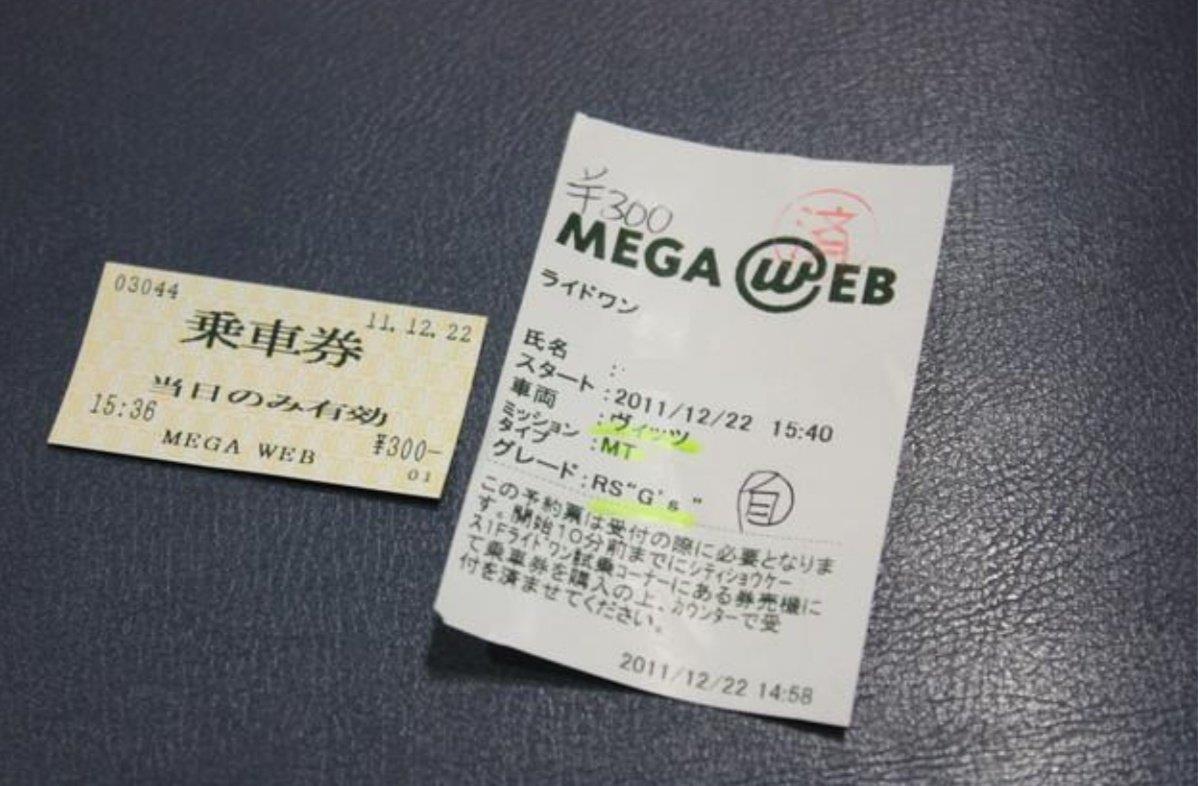 03044
11.12.22
乗車券
当日のみ有効
15:36
¥300-
MEGA WEB
01
¥300
済
MEGA WEB
ライドワン
氏名 :
スタート :2011/12/22 15:40
車両 :ヴィッツ
ミッション
タイプ :MT
グレード:RS"G's"
自
この予約票は受付の際に必要となりま
す。開始10分前までにシティショウケー
ス1Fライドワン試乗コーナーにある券売機に
て乗車券を購入の上、カウンターで受
付を済ませてください。
2011/12/22 14:58